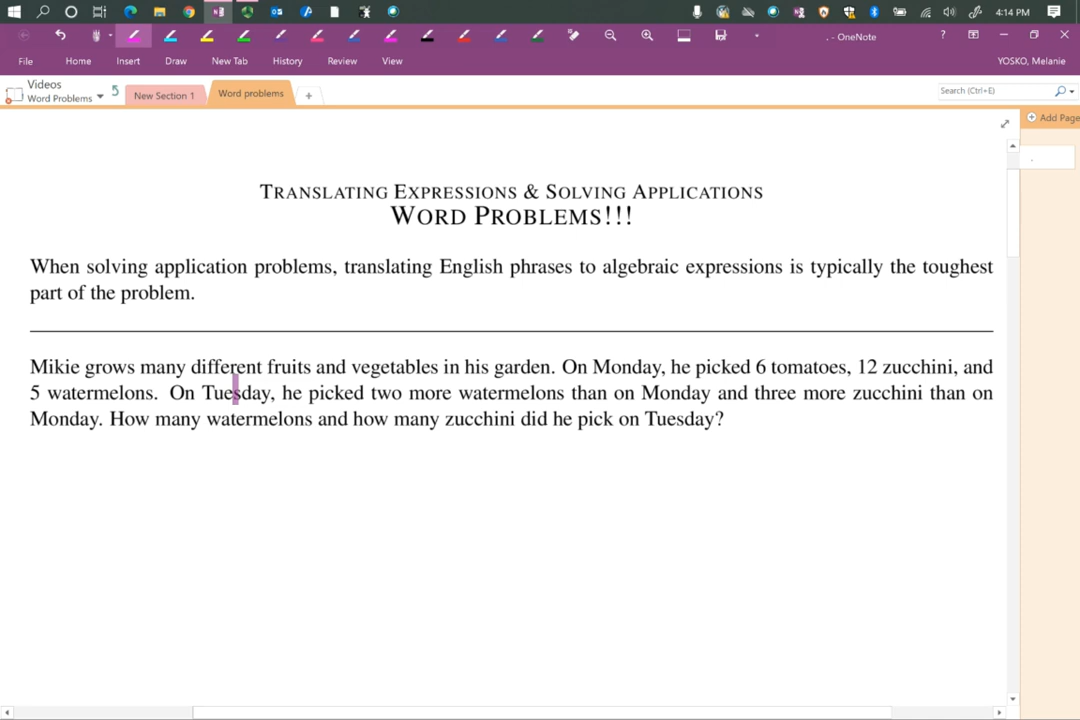 4:14 PM
. - OneNote
?
File Home Insert Draw New Tab History Review View YOSKO, Melanie
Videos
Word Problems
New Section 1
Word problems
+
Search (Ctrl+E)
Add Page
.
TRANSLATING EXPRESSIONS & SOLVING APPLICATIONS
WORD PROBLEMS!!!
When solving application problems, translating English phrases to algebraic expressions is typically the toughest
part of the problem.
Mikie grows many different fruits and vegetables in his garden. On Monday, he picked 6 tomatoes, 12 zucchini, and
5 watermelons. On Tuesday, he picked two more watermelons than on Monday and three more zucchini than on
Monday. How many watermelons and how many zucchini did he pick on Tuesday?